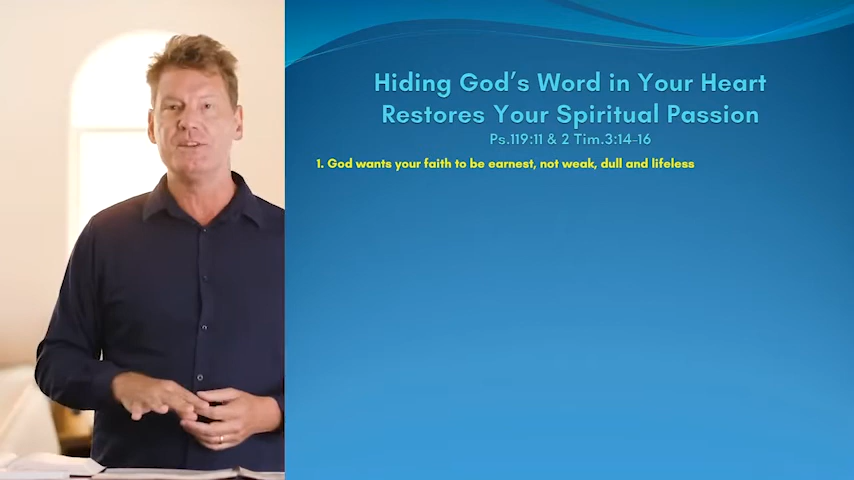 Hiding God's Word in Your Heart
Restores Your Spiritual Passion
Ps.119:11 & 2 Tim.3:14-16
1. God wants your faith to be earnest, not weak, dull and lifeless